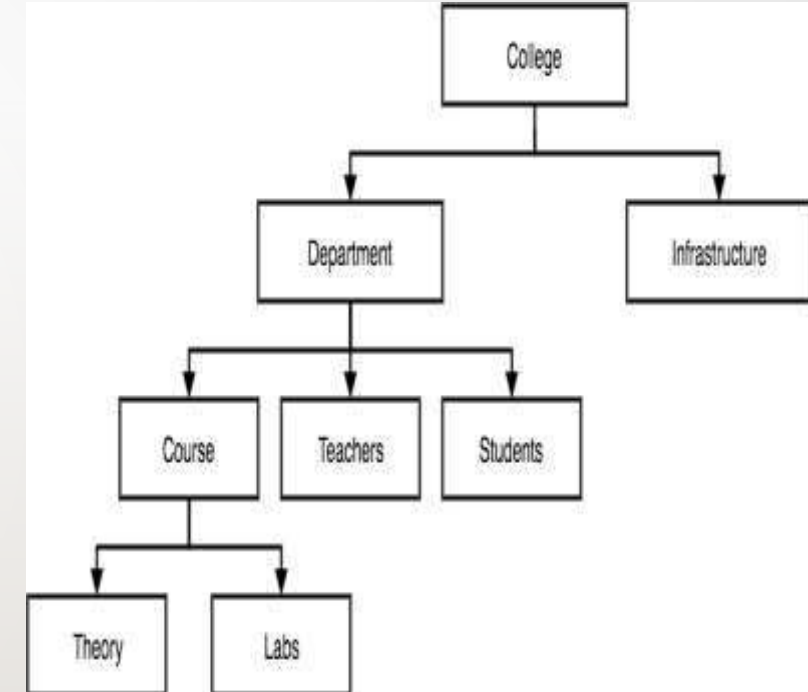 College
Department
Infrastructure
Course
Teachers
Students
Theory
Labs